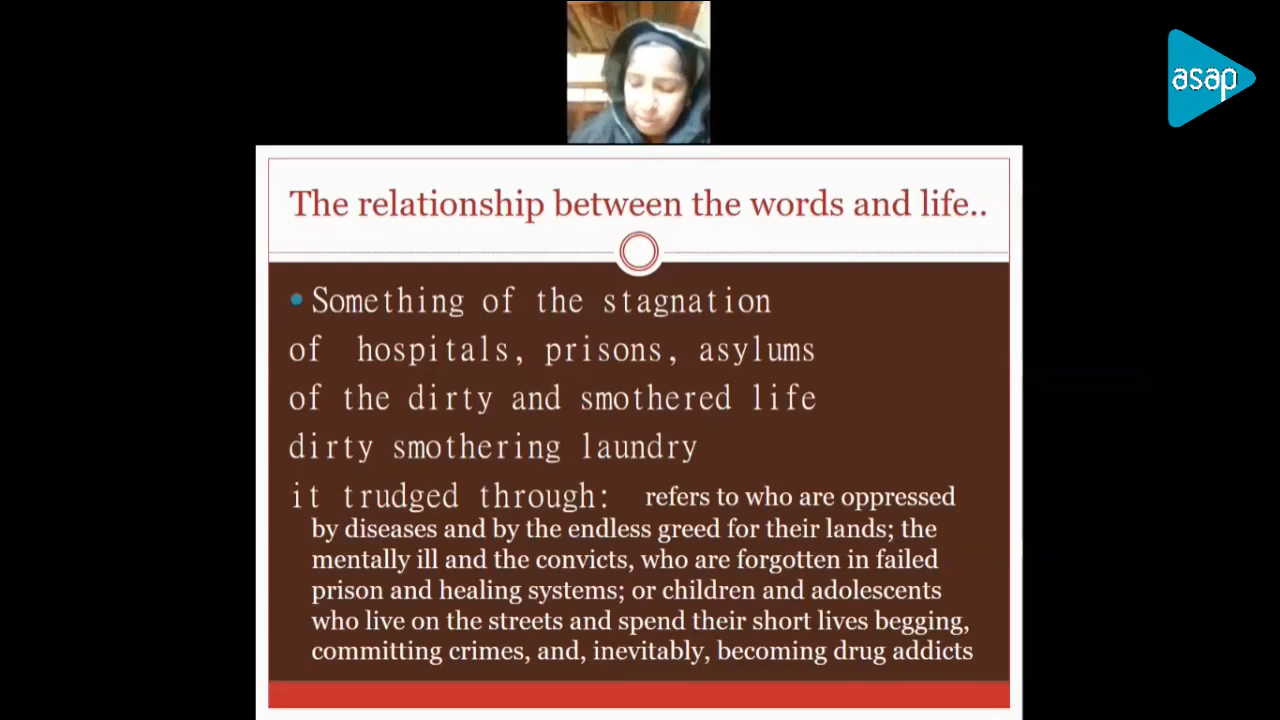 asap
The relationship between the words and life..
• Something of the stagnation
of hospitals, prisons, asylums
of the dirty and smothered life
dirty smothering laundry
it trudged through: refers to who are oppressed
by diseases and by the endless greed for their lands; the
mentally ill and the convicts, who are forgotten in failed
prison and healing systems; or children and adolescents
who live on the streets and spend their short lives begging,
committing crimes, and, inevitably, becoming drug addicts